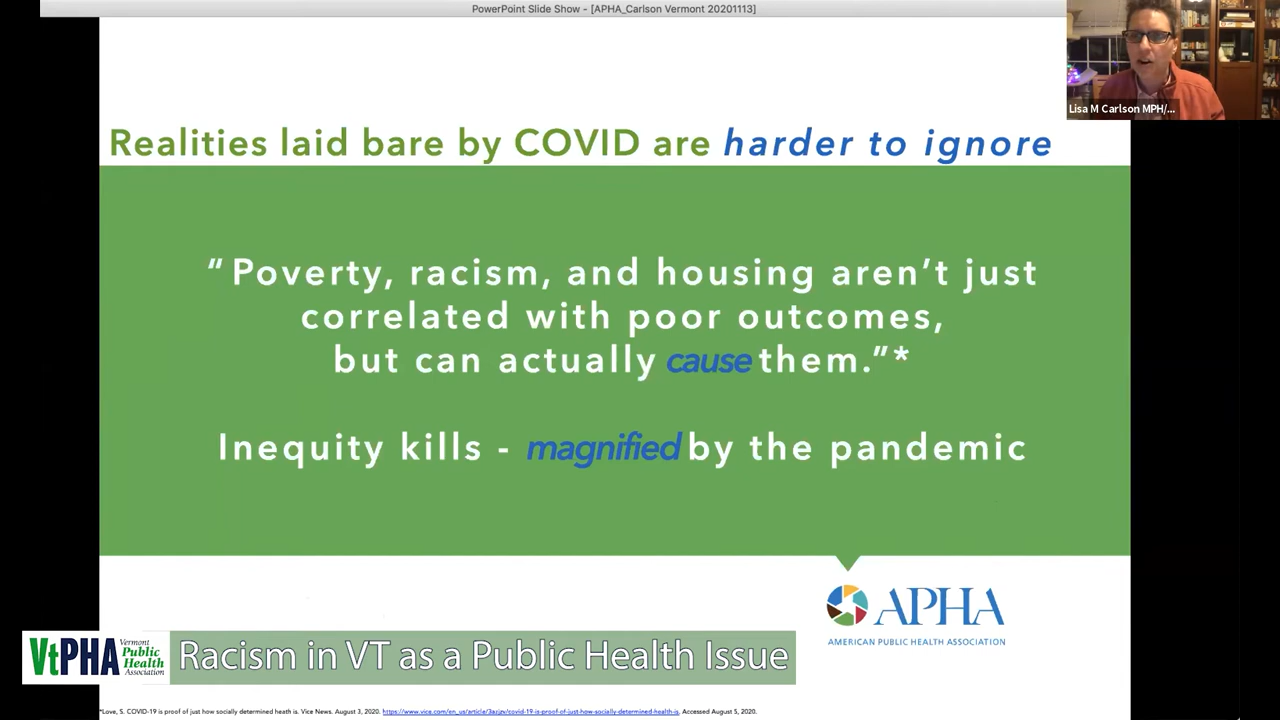 PowerPoint Slide Show - [APHA_Carlson Vermont 20201113]
Lisa M Carlson MPH/...
Realities laid bare by COVID are harder to ignore
“Poverty, racism, and housing aren’t just
correlated with poor outcomes,
but can actually cause them.”*
Inequity kills - magnified by the pandemic
APHA
AMERICAN PUBLIC HEALTH ASSOCIATION
VtPHA
Vermont
Public
Health
Association
Racism in VT as a Public Health Issue
*Love, S. COVID-19 is proof of just how socially determined heath is. Vice News. August 3, 2020. https://www.vice.com/en_us/article/3azjpv/covid-19-is-proof-of-just-how-socially-determined-health-is. Accessed August 5, 2020.